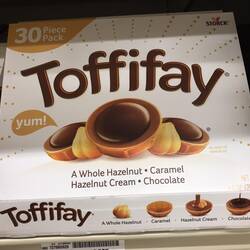 30 Piece
Pack
STORCK
Toffifay
yum!
A Whole Hazelnut • Caramel
Hazelnut Cream • Chocolate
Toffifay
A Whole Hazelnut • Caramel • Hazelnut Cream • Chocolate